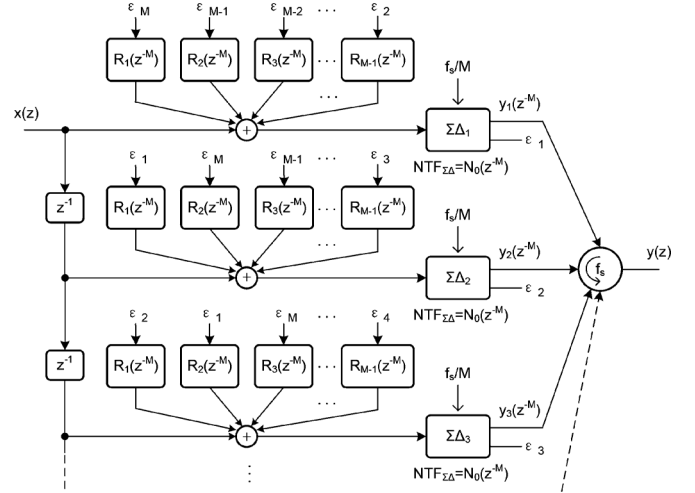 ε M ε M-1 ε M-2 ··· ε 2
R1(z-M) R2(z-M) R3(z-M) ··· RM-1(z-M)
···
fs/M
x(z)
+
ΣΔ1
y1(z-M)
ε 1
NTFΣΔ=N0(z-M)
ε 1 ε M ε M-1 ··· ε 3
z-1
R1(z-M) R2(z-M) R3(z-M) ··· RM-1(z-M)
···
fs/M
+
ΣΔ2
y2(z-M)
ε 2
fs
y(z)
NTFΣΔ=N0(z-M)
ε 2 ε 1 ε M ··· ε 4
z-1
R1(z-M) R2(z-M) R3(z-M) ··· RM-1(z-M)
···
fs/M
+
ΣΔ3
y3(z-M)
ε 3
NTFΣΔ=N0(z-M)
⋮